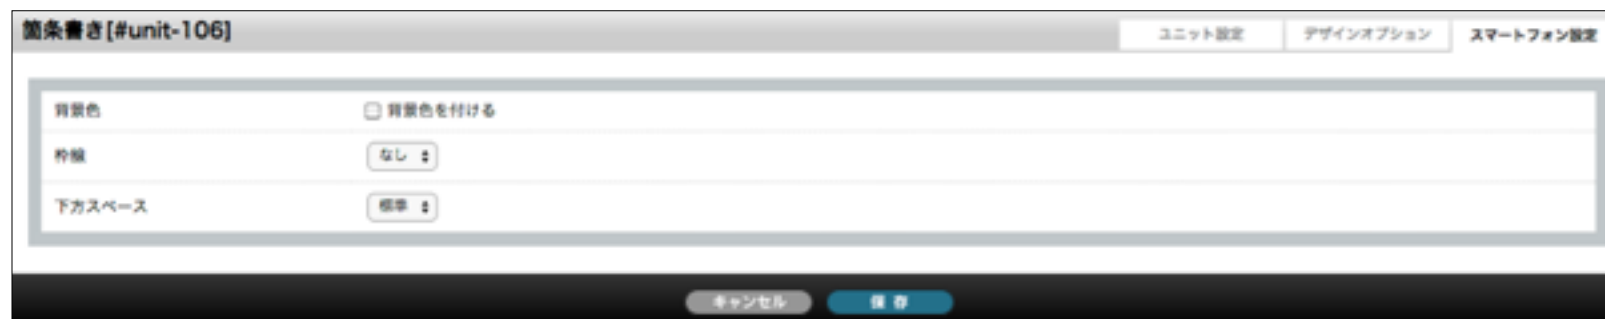 箇条書き[#unit-106]
ユニット設定 デザインオプション スマートフォン設定
背景色 背景色を付ける
枠線 なし
下方スペース 標準
キャンセル 保存